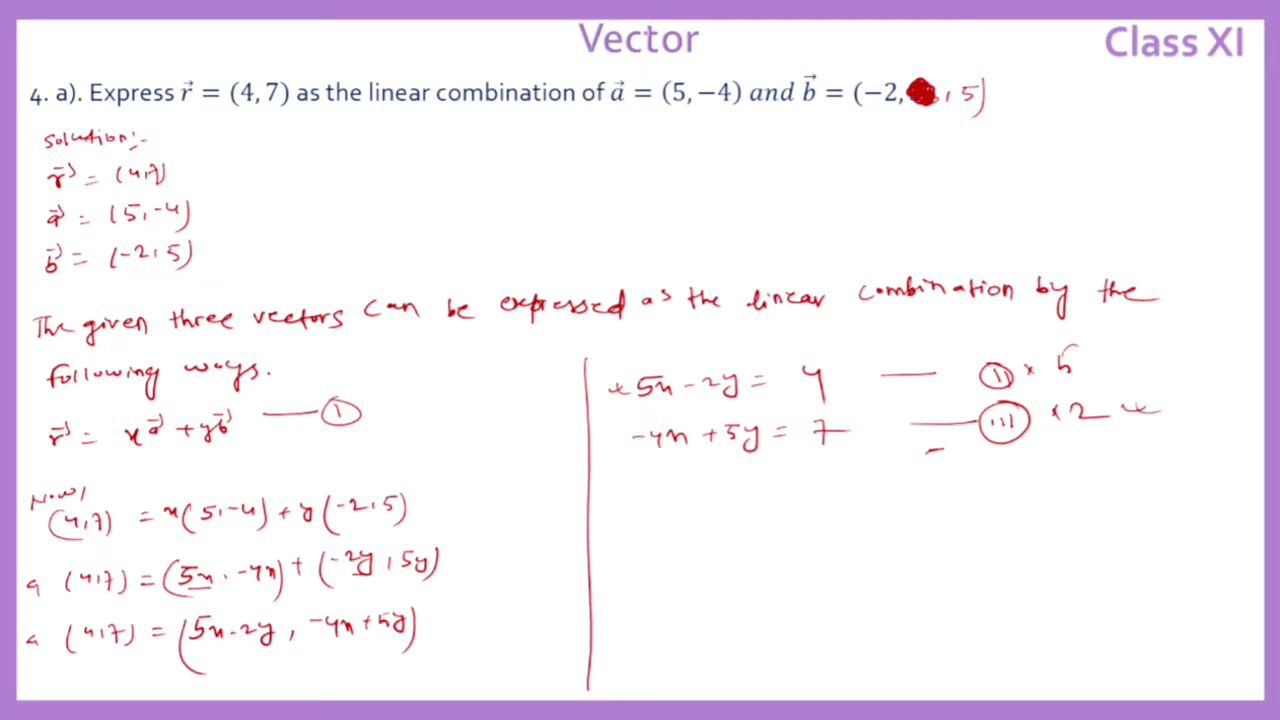 Vector
Class XI
4. a). Express r⃗ = (4, 7) as the linear combination of a⃗ = (5, −4) and b⃗ = (−2, , 5)
Solution:-
r⃗ = (4,7)
a⃗ = (5,-4)
b⃗ = (-2,5)
The given three vectors can be expressed as the linear combination by the
following ways.
r⃗ = xa⃗ + yb⃗ —— (i)
Now,
(4,7) = x(5,-4) + y(-2,5)
(4,7) = (5x, -4x) + (-2y, 5y)
(4,7) = (5x-2y, -4x+5y)
5x - 2y = 4 —— (ii) × 5
-4x + 5y = 7 —— (iii) × 2